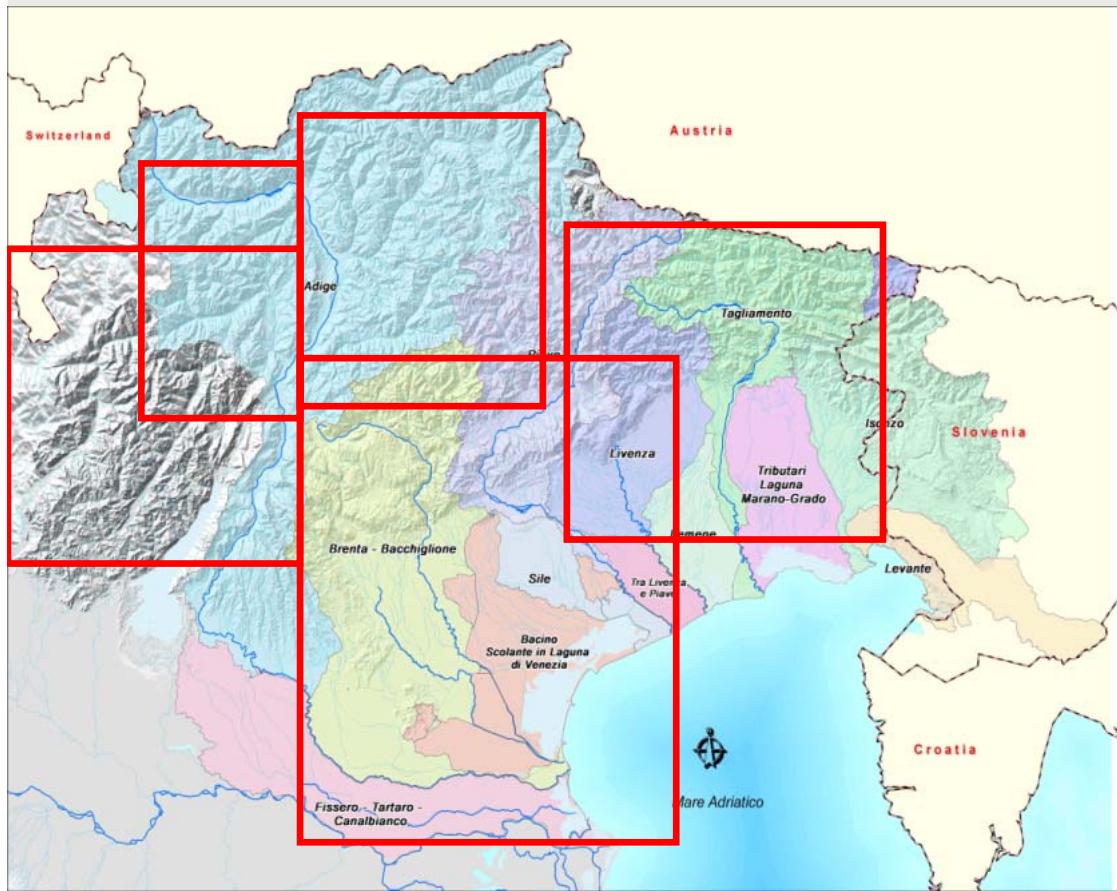 Austria
Switzerland
Adige
Tagliamento
Isonzo
Slovenia
Livenza
Tributari
Laguna
Marano-Grado
Brenta - Bacchiglione
Sile
Tra Livenza
e Piave
Levante
Bacino
Scolante in Laguna
di Venezia
Croatia
Mare Adriatico
Fissero - Tartaro -
Canalbianco